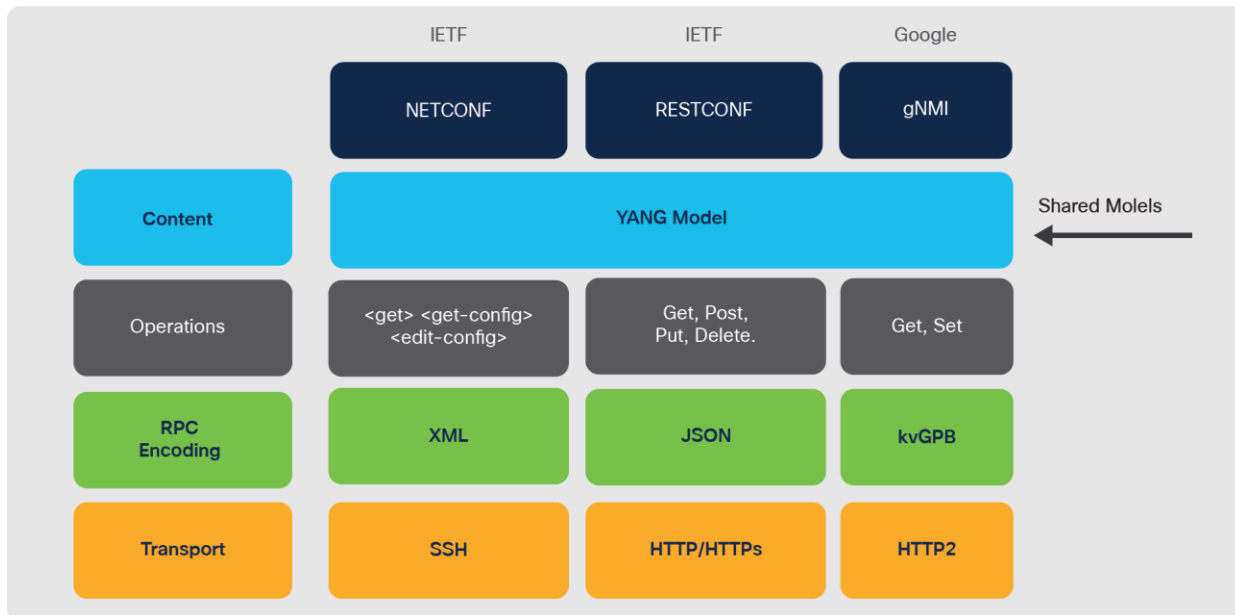 IETF
IETF
Google
NETCONF
RESTCONF
gNMI
Content
YANG Model
Shared Molels
Operations
<get> <get-config>
<edit-config>
Get, Post,
Put, Delete.
Get, Set
RPC
Encoding
XML
JSON
kvGPB
Transport
SSH
HTTP/HTTPs
HTTP2